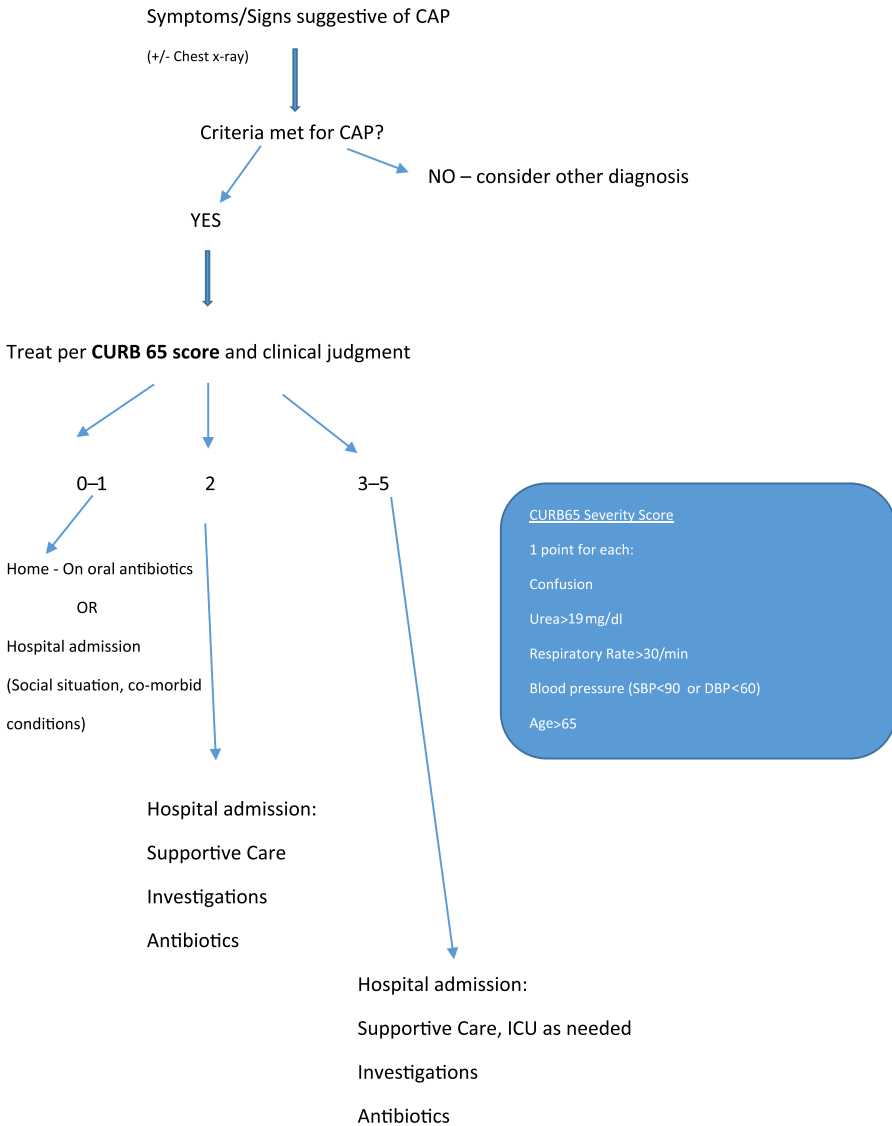 Symptoms/Signs suggestive of CAP
(+/- Chest x-ray)
Criteria met for CAP?
NO – consider other diagnosis
YES
Treat per CURB 65 score and clinical judgment
0–1
2
3–5
Home - On oral antibiotics
OR
Hospital admission
(Social situation, co-morbid
conditions)
Hospital admission:
Supportive Care
Investigations
Antibiotics
Hospital admission:
Supportive Care, ICU as needed
Investigations
Antibiotics
CURB65 Severity Score
1 point for each:
Confusion
Urea>19mg/dl
Respiratory Rate>30/min
Blood pressure (SBP<90 or DBP<60)
Age>65